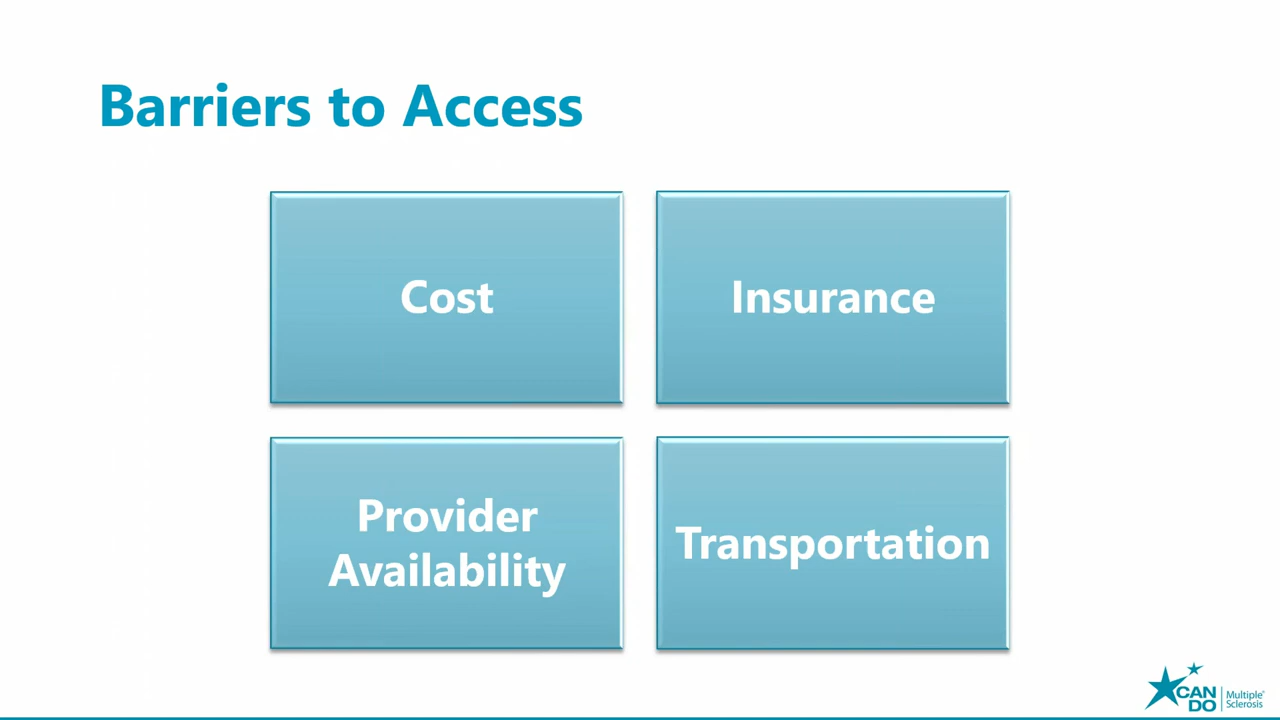 Barriers to Access
Cost
Insurance
Provider
Availability
Transportation
CAN
DO
Multiple®
Sclerosis